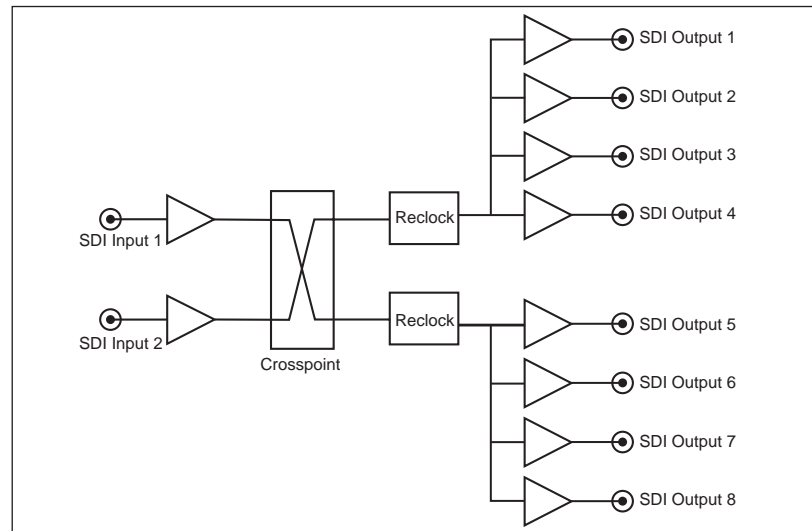 SDI Output 1
SDI Output 2
SDI Output 3
SDI Output 4
Reclock
SDI Input 1
SDI Input 2
Reclock
Crosspoint
SDI Output 5
SDI Output 6
SDI Output 7
SDI Output 8